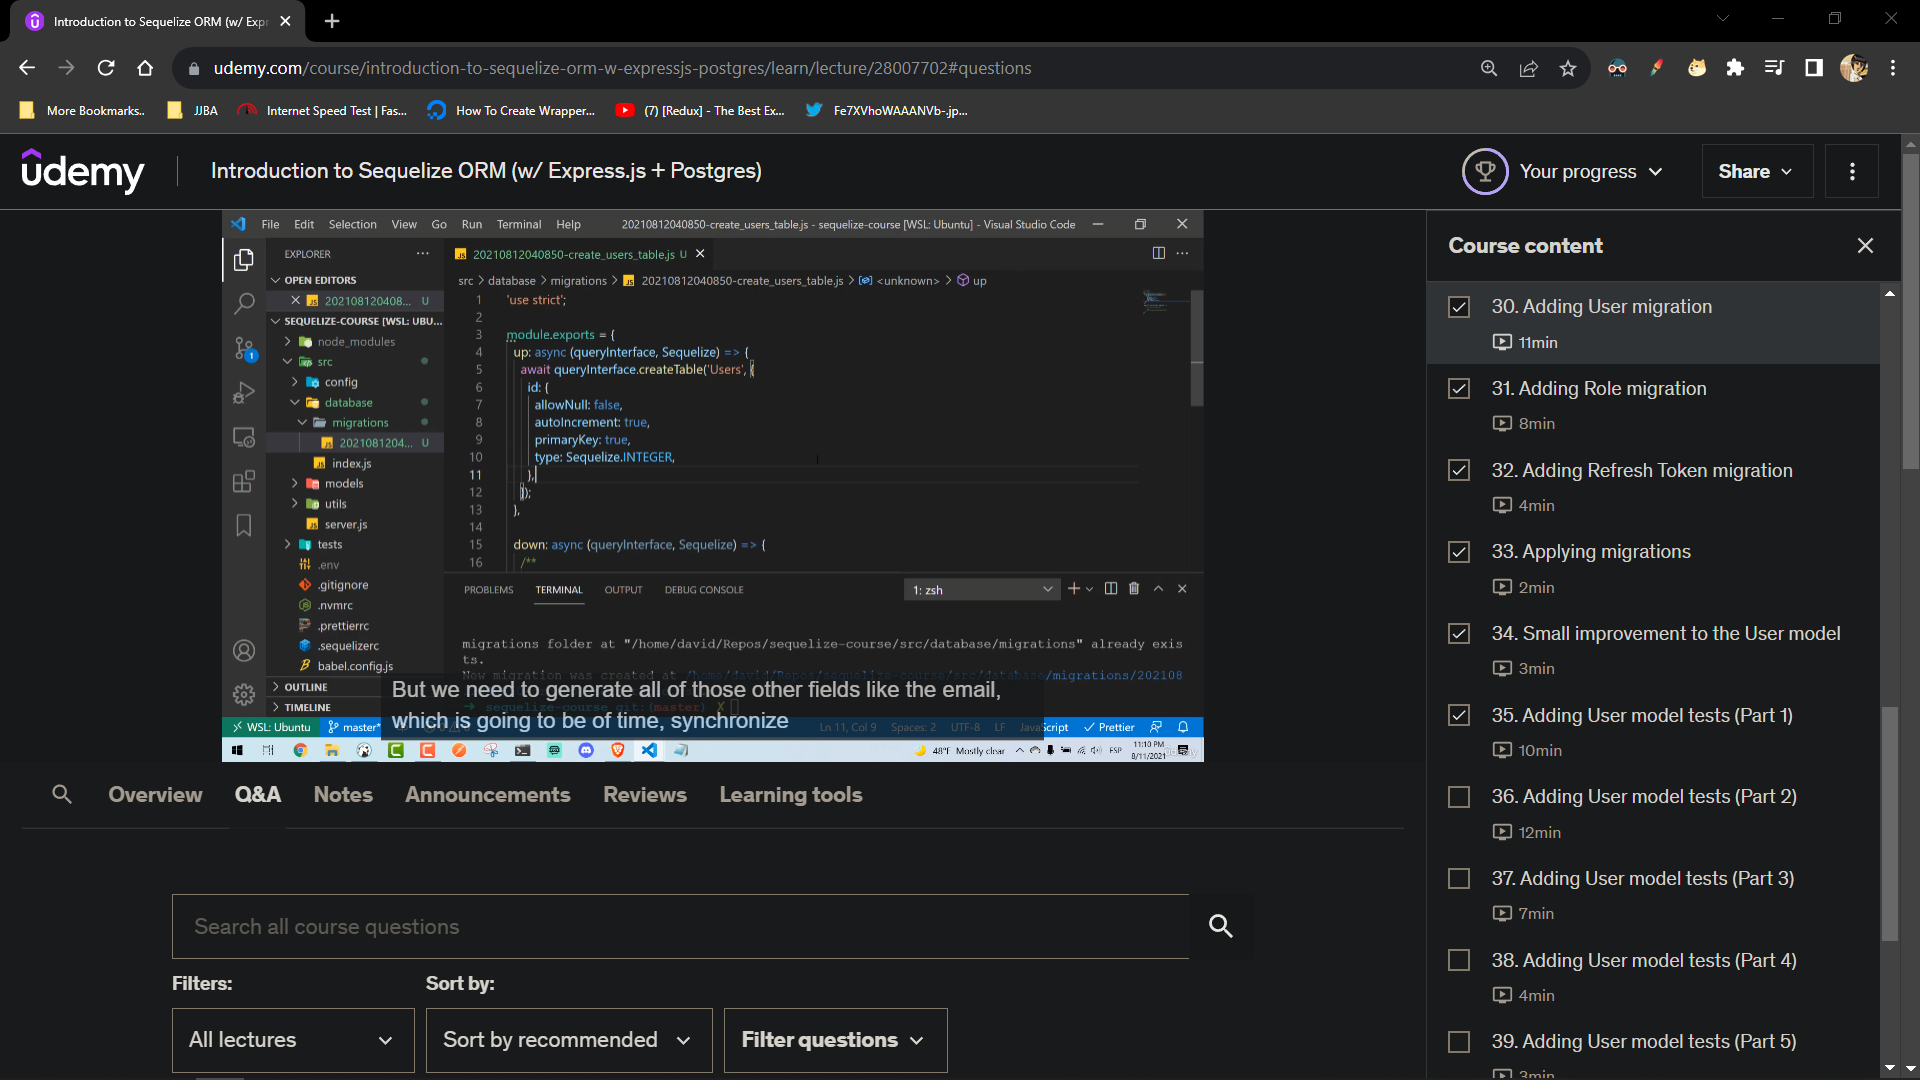 Introduction to Sequelize ORM (w/ Expr
udemy.com/course/introduction-to-sequelize-orm-w-expressjs-postgres/learn/lecture/28007702#questions
More Bookmarks..
JJBA
Internet Speed Test | Fas...
How To Create Wrapper...
(7) [Redux] - The Best Ex...
Fe7XVhoWAAANVb-.jp...
udemy
Introduction to Sequelize ORM (w/ Express.js + Postgres)
Your progress
Share
File Edit Selection View Go Run Terminal Help
20210812040850-create_users_table.js - sequelize-course [WSL: Ubuntu] - Visual Studio Code
EXPLORER
20210812040850-create_users_table.js U
OPEN EDITORS
202108120408... U
SEQUELIZE-COURSE [WSL: UBU...
node_modules
src
config
database
migrations
2021081204... U
index.js
models
utils
server.js
tests
.env
.gitignore
.nvmrc
.prettierrc
.sequelizerc
babel.config.js
OUTLINE
TIMELINE
src > database > migrations > 20210812040850-create_users_table.js > <unknown> > up
1 'use strict';
2
3 module.exports = {
4 up: async (queryInterface, Sequelize) => {
5 await queryInterface.createTable('Users', {
6 id: {
7 allowNull: false,
8 autoIncrement: true,
9 primaryKey: true,
10 type: Sequelize.INTEGER,
11 },
12 });
13 },
14
15 down: async (queryInterface, Sequelize) => {
16 /**
PROBLEMS TERMINAL OUTPUT DEBUG CONSOLE
1: zsh
migrations folder at "/home/david/Repos/sequelize-course/src/database/migrations" already exis
ts.
New migration was created at /home/david/Repos/sequelize-course/src/database/migrations/202108
sequelize-course git:(master) X
But we need to generate all of those other fields like the email,
which is going to be of time, synchronize
WSL: Ubuntu master* Ln 11, Col 9 Spaces: 2 UTF-8 LF JavaScript Prettier
48°F Mostly clear ESP 11:10 PM
8/11/2021
Course content
30. Adding User migration
11min
31. Adding Role migration
8min
32. Adding Refresh Token migration
4min
33. Applying migrations
2min
34. Small improvement to the User model
3min
35. Adding User model tests (Part 1)
10min
36. Adding User model tests (Part 2)
12min
37. Adding User model tests (Part 3)
7min
38. Adding User model tests (Part 4)
4min
39. Adding User model tests (Part 5)
3min
Overview
Q&A
Notes
Announcements
Reviews
Learning tools
Search all course questions
Filters:
Sort by:
All lectures
Sort by recommended
Filter questions